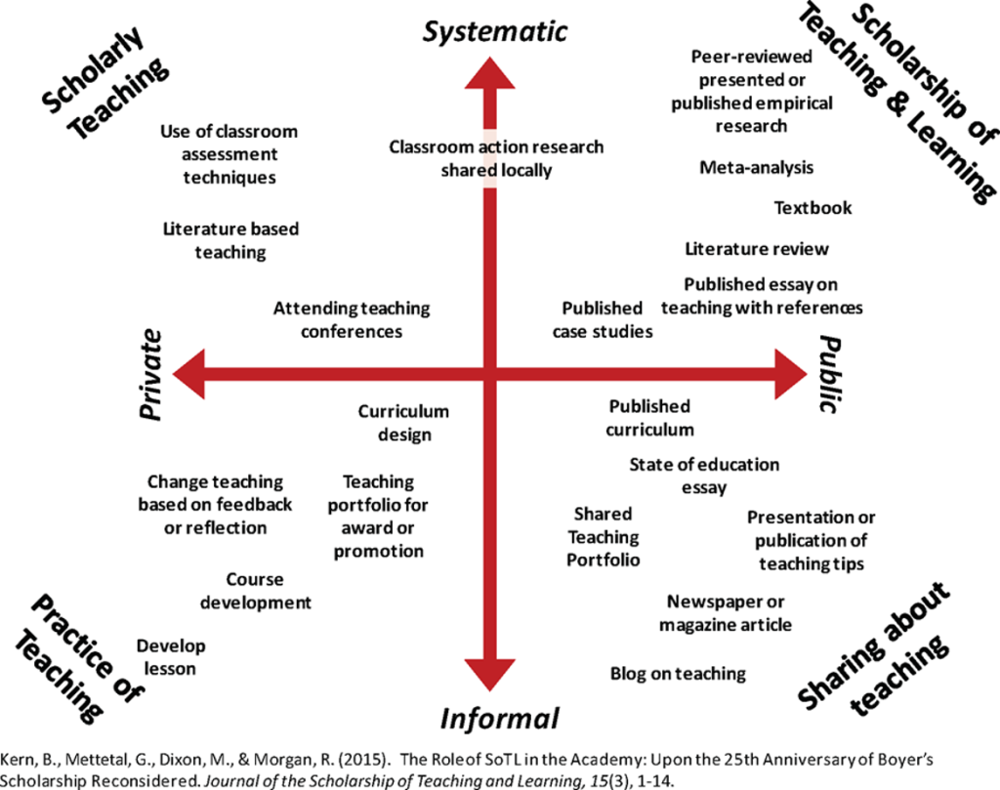 Systematic
Scholarly
Teaching
Scholarship of
Teaching & Learning
Peer-reviewed
presented or
published empirical
research
Use of classroom
assessment
techniques
Classroom action research
shared locally
Meta-analysis
Textbook
Literature based
teaching
Literature review
Published essay on
teaching with references
Attending teaching
conferences
Published
case studies
Private
Public
Curriculum
design
Published
curriculum
State of education
essay
Change teaching
based on feedback
or reflection
Teaching
portfolio for
award or
promotion
Shared
Teaching
Portfolio
Presentation or
publication of
teaching tips
Course
development
Newspaper or
magazine article
Practice of
Teaching
Develop
lesson
Blog on teaching
Sharing about
teaching
Informal
Kern, B., Mettetal, G., Dixon, M., & Morgan, R. (2015). The Role of SoTL in the Academy: Upon the 25th Anniversary of Boyer's
Scholarship Reconsidered. Journal of the Scholarship of Teaching and Learning, 15(3), 1-14.